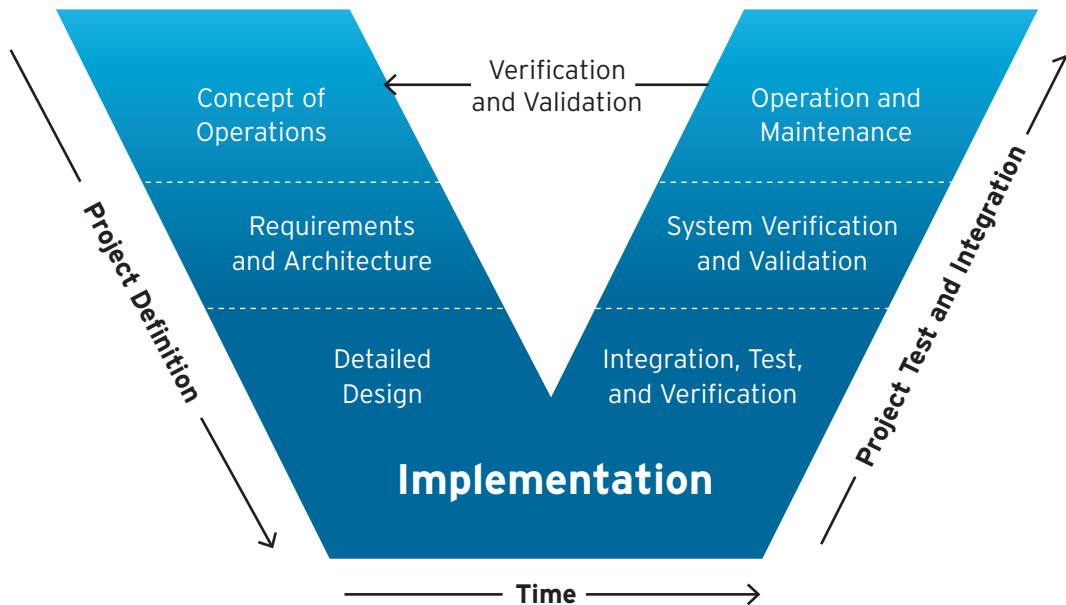 Verification
and Validation
Concept of
Operations
Operation and
Maintenance
Project Definition
Requirements
and Architecture
System Verification
and Validation
Project Test and Integration
Detailed
Design
Integration, Test,
and Verification
Implementation
Time